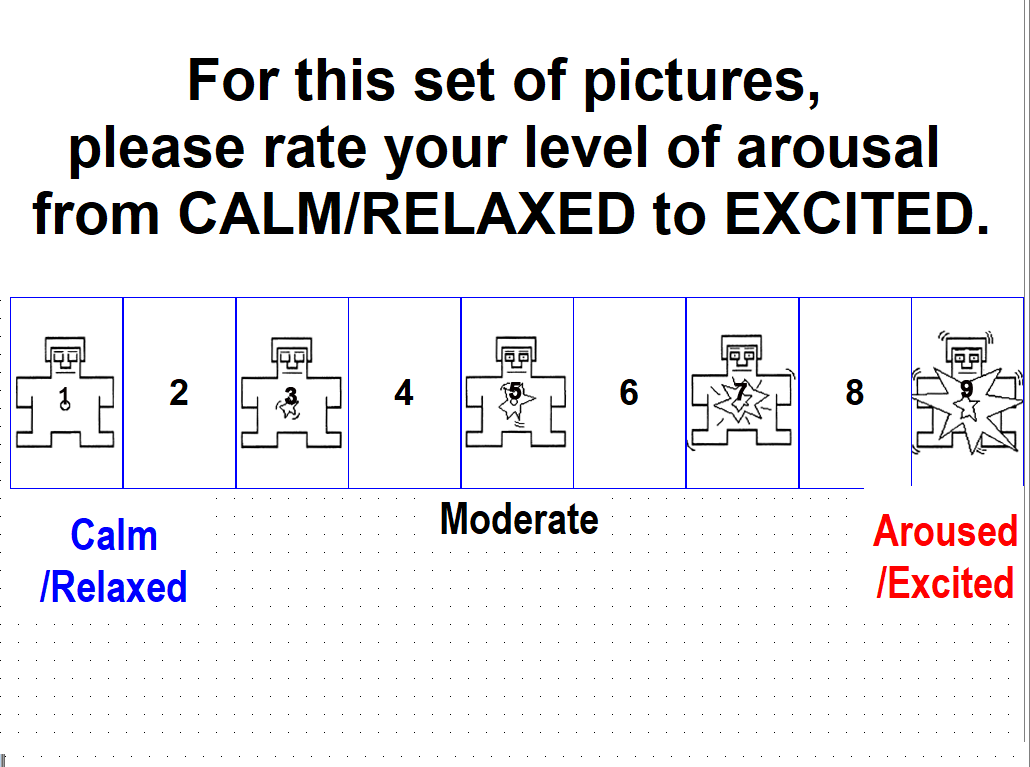 For this set of pictures,
please rate your level of arousal
from CALM/RELAXED to EXCITED.
1 2 3 4 5 6 7 8 9
Calm
/Relaxed
Moderate
Aroused
/Excited